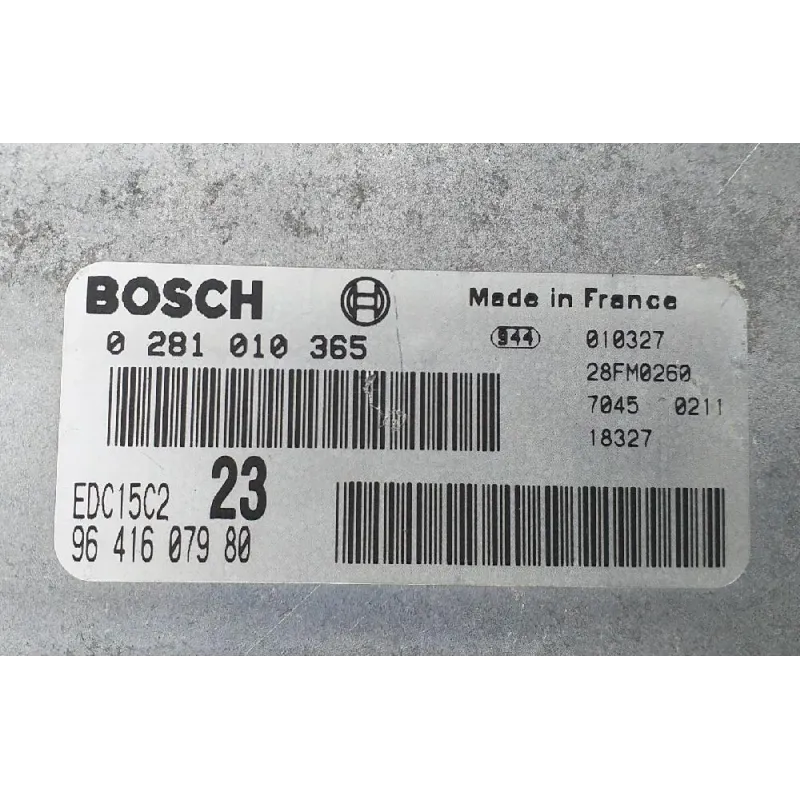 BOSCH Made in France
0 281 010 365 944 010327
28FM0260
7045 0211
18327
EDC15C2 23
96 416 079 80